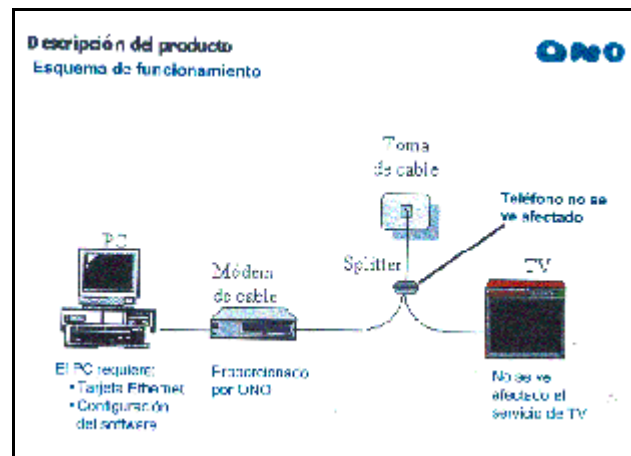 Descripción del producto
Esquema de funcionamiento
ONO
Toma
de cable
Teléfono no se
ve afectado
PC
Módem
de cable
Splitter
TV
El PC requiere:
• Tarjeta Ethernet
• Configuración
del software
Proporcionado
por ONO
No se ve
afectado el
servicio de TV